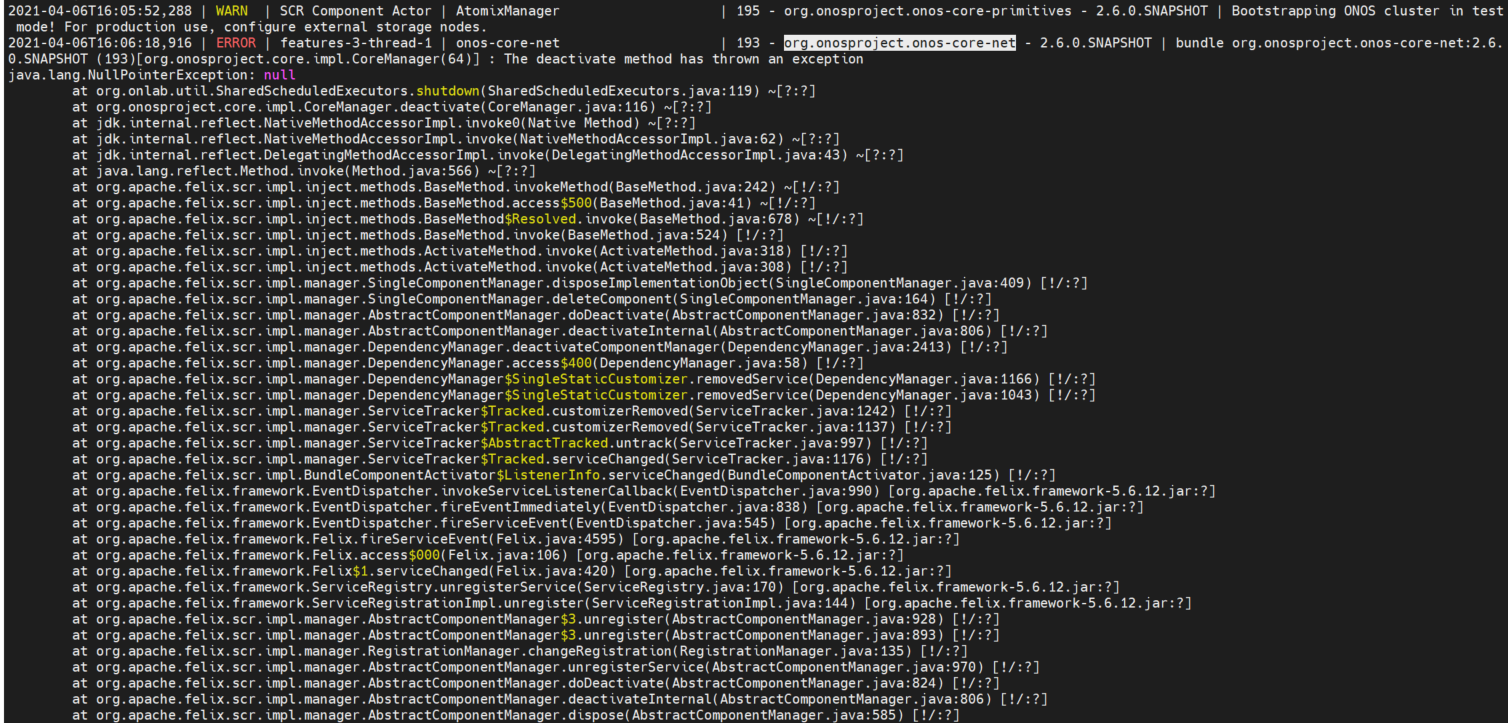 2021-04-06T16:05:52,288 | WARN  | SCR Component Actor | AtomixManager                    | 195 - org.onosproject.onos-core-primitives - 2.6.0.SNAPSHOT | Bootstrapping ONOS cluster in test
 mode! For production use, configure external storage nodes.
2021-04-06T16:06:18,916 | ERROR | features-3-thread-1 | onos-core-net                    | 193 - org.onosproject.onos-core-net - 2.6.0.SNAPSHOT | bundle org.onosproject.onos-core-net:2.6.
0.SNAPSHOT (193)[org.onosproject.core.impl.CoreManager(64)] : The deactivate method has thrown an exception
java.lang.NullPointerException: null
        at org.onlab.util.SharedScheduledExecutors.shutdown(SharedScheduledExecutors.java:119) ~[?:?]
        at org.onosproject.core.impl.CoreManager.deactivate(CoreManager.java:116) ~[?:?]
        at jdk.internal.reflect.NativeMethodAccessorImpl.invoke0(Native Method) ~[?:?]
        at jdk.internal.reflect.NativeMethodAccessorImpl.invoke(NativeMethodAccessorImpl.java:62) ~[?:?]
        at jdk.internal.reflect.DelegatingMethodAccessorImpl.invoke(DelegatingMethodAccessorImpl.java:43) ~[?:?]
        at java.lang.reflect.Method.invoke(Method.java:566) ~[?:?]
        at org.apache.felix.scr.impl.inject.methods.BaseMethod.invokeMethod(BaseMethod.java:242) ~[!/:?]
        at org.apache.felix.scr.impl.inject.methods.BaseMethod.access$500(BaseMethod.java:41) ~[!/:?]
        at org.apache.felix.scr.impl.inject.methods.BaseMethod$Resolved.invoke(BaseMethod.java:678) ~[!/:?]
        at org.apache.felix.scr.impl.inject.methods.BaseMethod.invoke(BaseMethod.java:524) [!/:?]
        at org.apache.felix.scr.impl.inject.methods.ActivateMethod.invoke(ActivateMethod.java:318) [!/:?]
        at org.apache.felix.scr.impl.inject.methods.ActivateMethod.invoke(ActivateMethod.java:308) [!/:?]
        at org.apache.felix.scr.impl.manager.SingleComponentManager.disposeImplementationObject(SingleComponentManager.java:409) [!/:?]
        at org.apache.felix.scr.impl.manager.SingleComponentManager.deleteComponent(SingleComponentManager.java:164) [!/:?]
        at org.apache.felix.scr.impl.manager.AbstractComponentManager.doDeactivate(AbstractComponentManager.java:832) [!/:?]
        at org.apache.felix.scr.impl.manager.AbstractComponentManager.deactivateInternal(AbstractComponentManager.java:806) [!/:?]
        at org.apache.felix.scr.impl.manager.DependencyManager.deactivateComponentManager(DependencyManager.java:2413) [!/:?]
        at org.apache.felix.scr.impl.manager.DependencyManager.access$400(DependencyManager.java:58) [!/:?]
        at org.apache.felix.scr.impl.manager.DependencyManager$SingleStaticCustomizer.removedService(DependencyManager.java:1166) [!/:?]
        at org.apache.felix.scr.impl.manager.DependencyManager$SingleStaticCustomizer.removedService(DependencyManager.java:1043) [!/:?]
        at org.apache.felix.scr.impl.manager.ServiceTracker$Tracked.customizerRemoved(ServiceTracker.java:1242) [!/:?]
        at org.apache.felix.scr.impl.manager.ServiceTracker$Tracked.customizerRemoved(ServiceTracker.java:1137) [!/:?]
        at org.apache.felix.scr.impl.manager.ServiceTracker$AbstractTracked.untrack(ServiceTracker.java:997) [!/:?]
        at org.apache.felix.scr.impl.manager.ServiceTracker$Tracked.serviceChanged(ServiceTracker.java:1176) [!/:?]
        at org.apache.felix.scr.impl.BundleComponentActivator$ListenerInfo.serviceChanged(BundleComponentActivator.java:125) [!/:?]
        at org.apache.felix.framework.EventDispatcher.invokeServiceListenerCallback(EventDispatcher.java:990) [org.apache.felix.framework-5.6.12.jar:?]
        at org.apache.felix.framework.EventDispatcher.fireEventImmediately(EventDispatcher.java:838) [org.apache.felix.framework-5.6.12.jar:?]
        at org.apache.felix.framework.EventDispatcher.fireServiceEvent(EventDispatcher.java:545) [org.apache.felix.framework-5.6.12.jar:?]
        at org.apache.felix.framework.Felix.fireServiceEvent(Felix.java:4595) [org.apache.felix.framework-5.6.12.jar:?]
        at org.apache.felix.framework.Felix.access$000(Felix.java:106) [org.apache.felix.framework-5.6.12.jar:?]
        at org.apache.felix.framework.Felix$1.serviceChanged(Felix.java:420) [org.apache.felix.framework-5.6.12.jar:?]
        at org.apache.felix.framework.ServiceRegistry.unregisterService(ServiceRegistry.java:170) [org.apache.felix.framework-5.6.12.jar:?]
        at org.apache.felix.framework.ServiceRegistrationImpl.unregister(ServiceRegistrationImpl.java:144) [org.apache.felix.framework-5.6.12.jar:?]
        at org.apache.felix.scr.impl.manager.AbstractComponentManager$3.unregister(AbstractComponentManager.java:928) [!/:?]
        at org.apache.felix.scr.impl.manager.AbstractComponentManager$3.unregister(AbstractComponentManager.java:893) [!/:?]
        at org.apache.felix.scr.impl.manager.RegistrationManager.changeRegistration(RegistrationManager.java:135) [!/:?]
        at org.apache.felix.scr.impl.manager.AbstractComponentManager.unregisterService(AbstractComponentManager.java:970) [!/:?]
        at org.apache.felix.scr.impl.manager.AbstractComponentManager.doDeactivate(AbstractComponentManager.java:824) [!/:?]
        at org.apache.felix.scr.impl.manager.AbstractComponentManager.deactivateInternal(AbstractComponentManager.java:806) [!/:?]
        at org.apache.felix.scr.impl.manager.AbstractComponentManager.dispose(AbstractComponentManager.java:585) [!/:?]